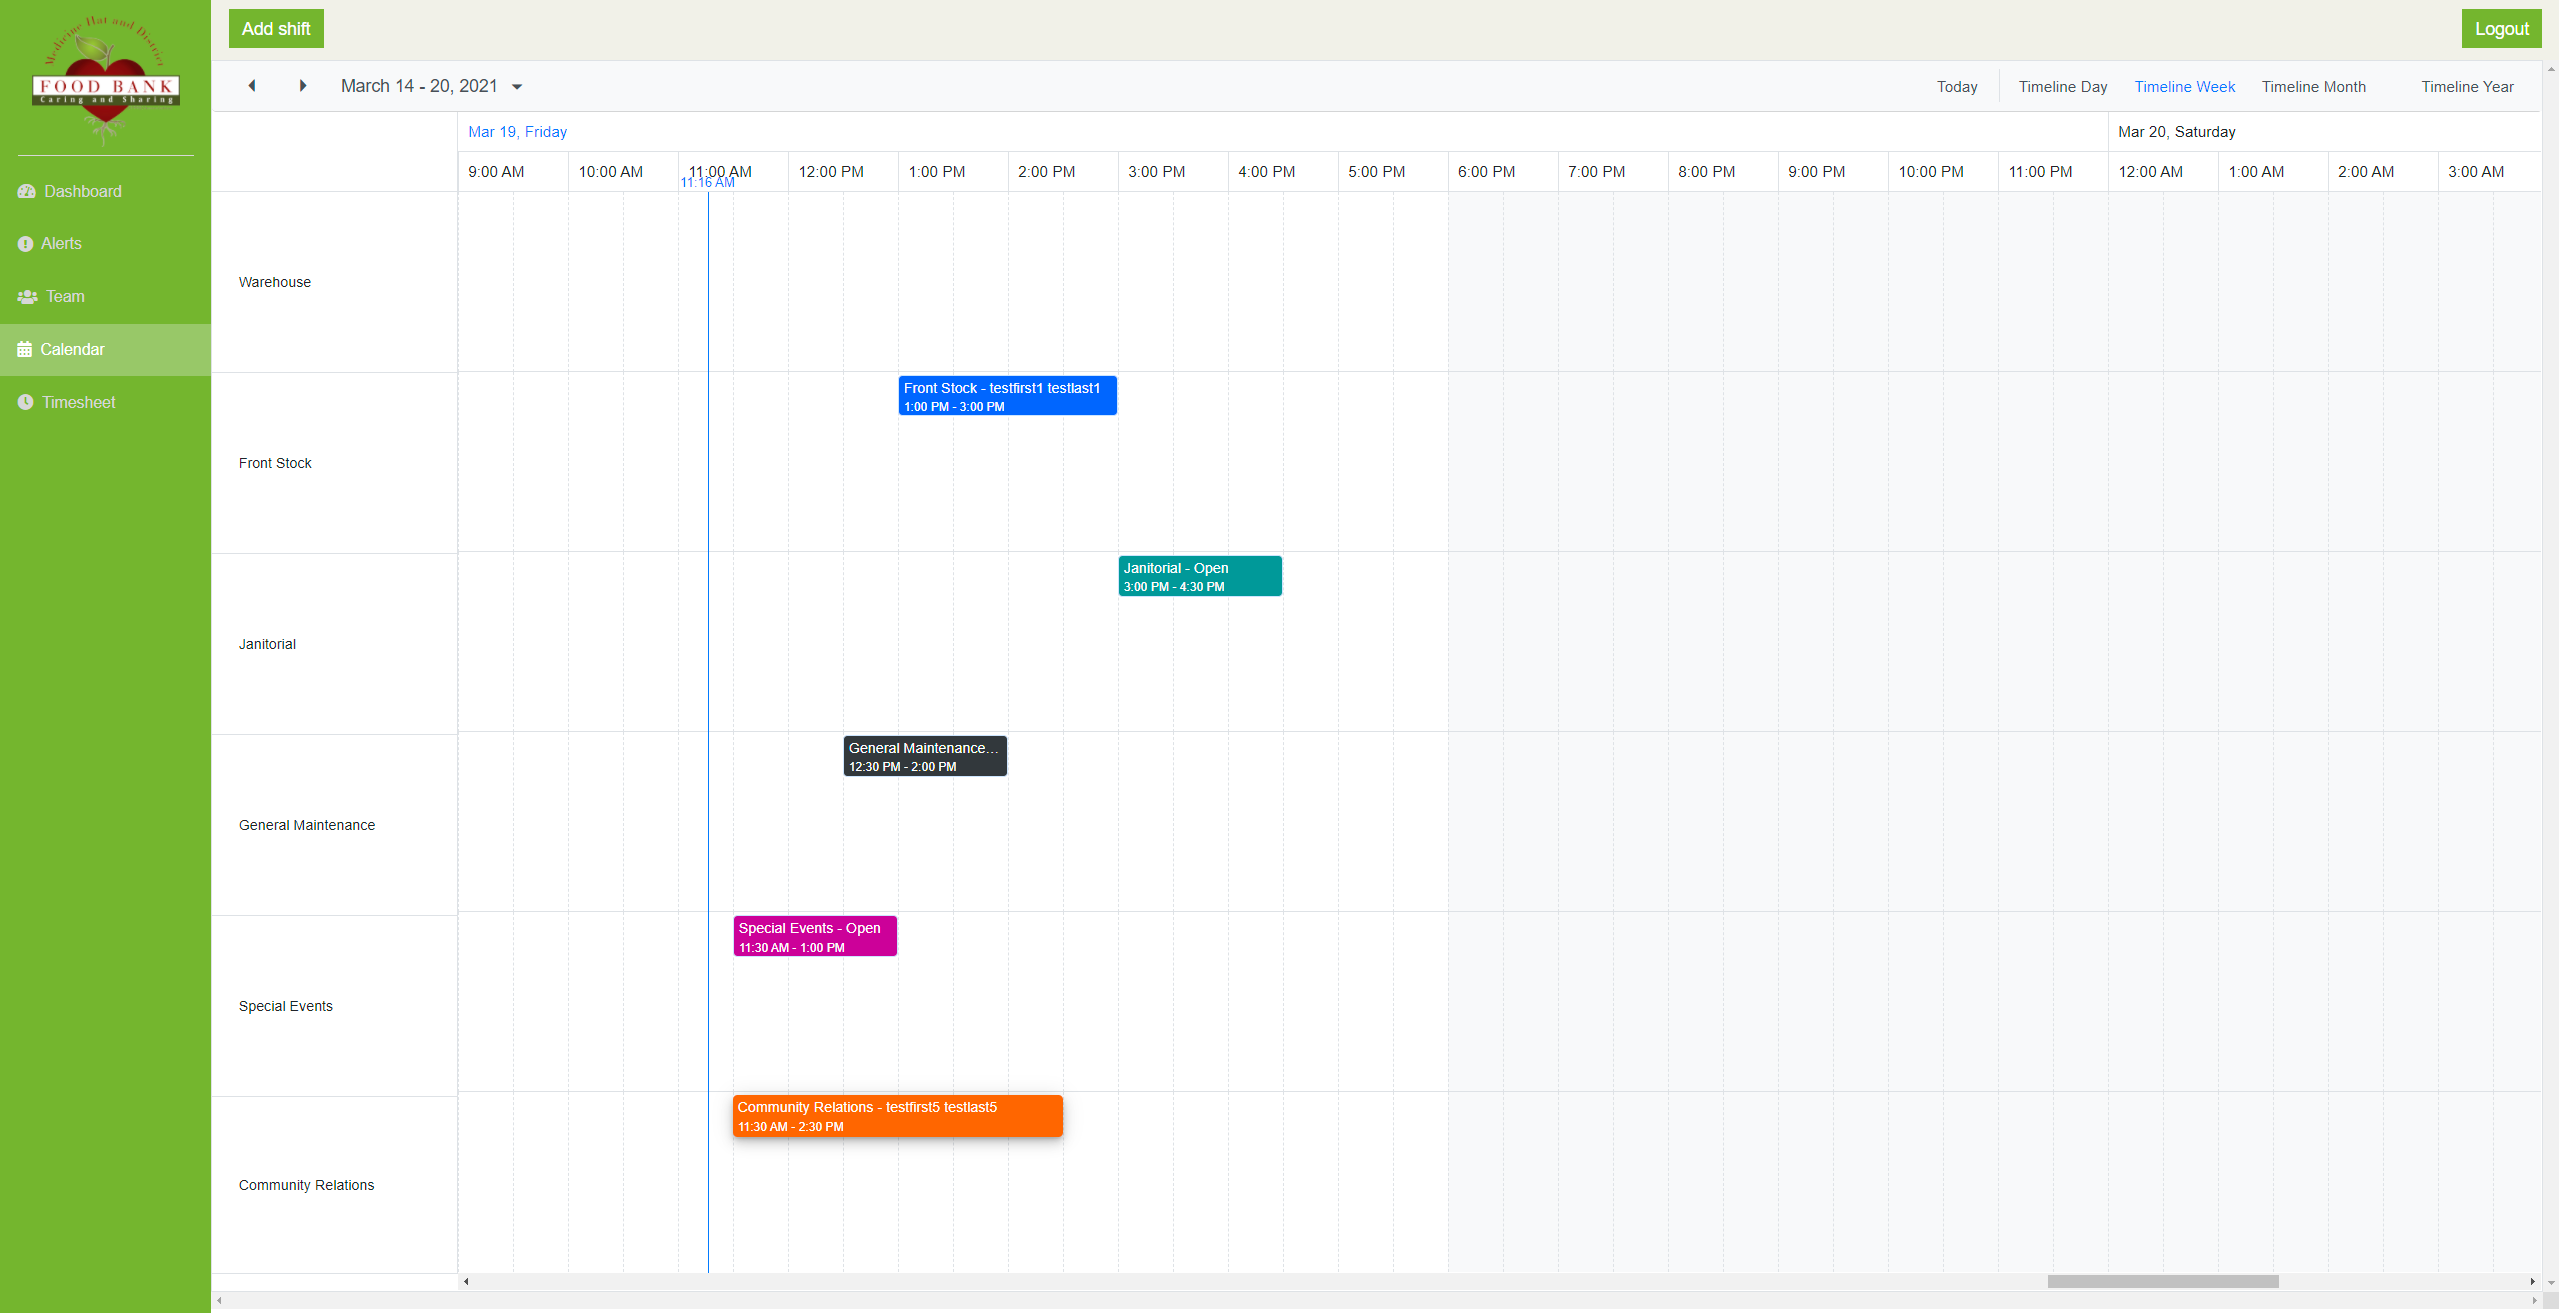 Medicine Hat and District
FOOD BANK
Caring and Sharing
Dashboard
Alerts
Team
Calendar
Timesheet
Add shift
Logout
March 14 - 20, 2021
Today
Timeline Day
Timeline Week
Timeline Month
Timeline Year
Mar 19, Friday
Mar 20, Saturday
9:00 AM
10:00 AM
11:00 AM
12:00 PM
1:00 PM
2:00 PM
3:00 PM
4:00 PM
5:00 PM
6:00 PM
7:00 PM
8:00 PM
9:00 PM
10:00 PM
11:00 PM
12:00 AM
1:00 AM
2:00 AM
3:00 AM
11:16 AM
Warehouse
Front Stock - testfirst1 testlast1
1:00 PM - 3:00 PM
Front Stock
Janitorial - Open
3:00 PM - 4:30 PM
Janitorial
General Maintenance...
12:30 PM - 2:00 PM
General Maintenance
Special Events - Open
11:30 AM - 1:00 PM
Special Events
Community Relations - testfirst5 testlast5
11:30 AM - 2:30 PM
Community Relations